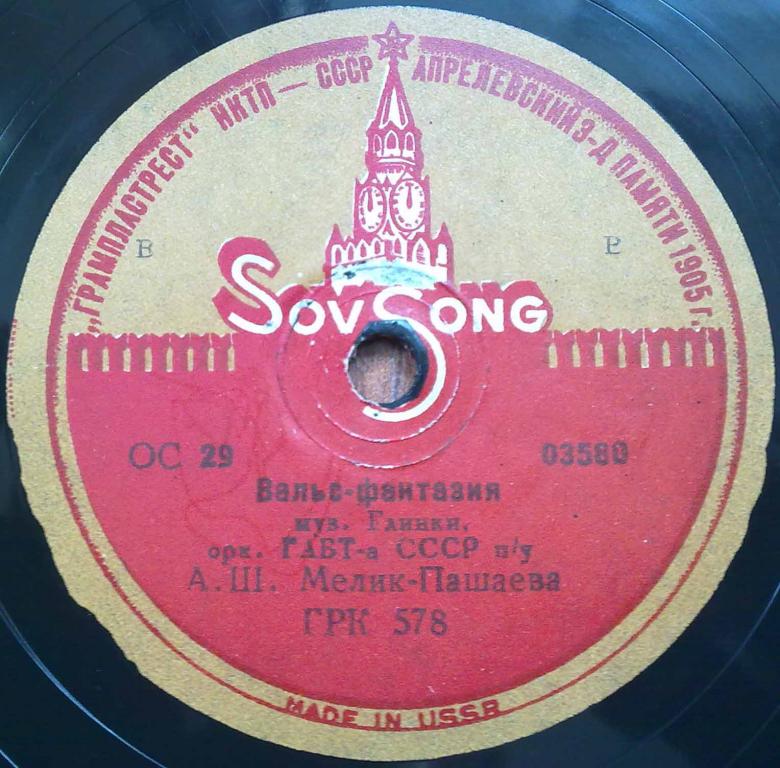 „ГРАМПЛАСТРЕСТ“ НКТП — СССР АПРЕЛЕВСКИЙ З-Д ПАМЯТИ 1905 г.
В Р
SOVSONG
ОС 29 03580
Вальс-фантазия
муз. Глинки,
орк. ГАБТ-а СССР п/у
А.Ш. Мелик-Пашаева
ГРК 578
MADE IN USSR